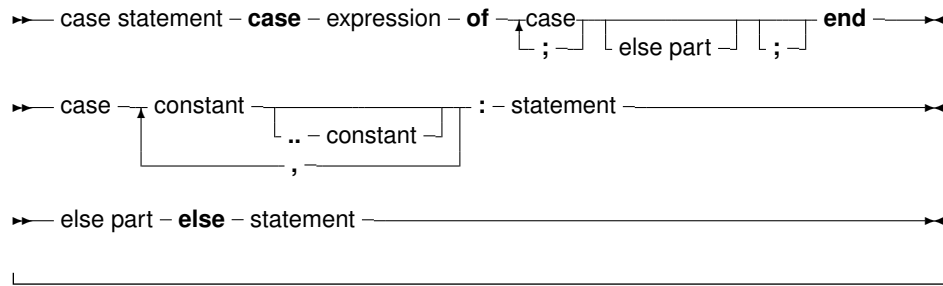 case statement case expression of case end
; else part ;
case constant : statement
.. constant
,
else part else statement